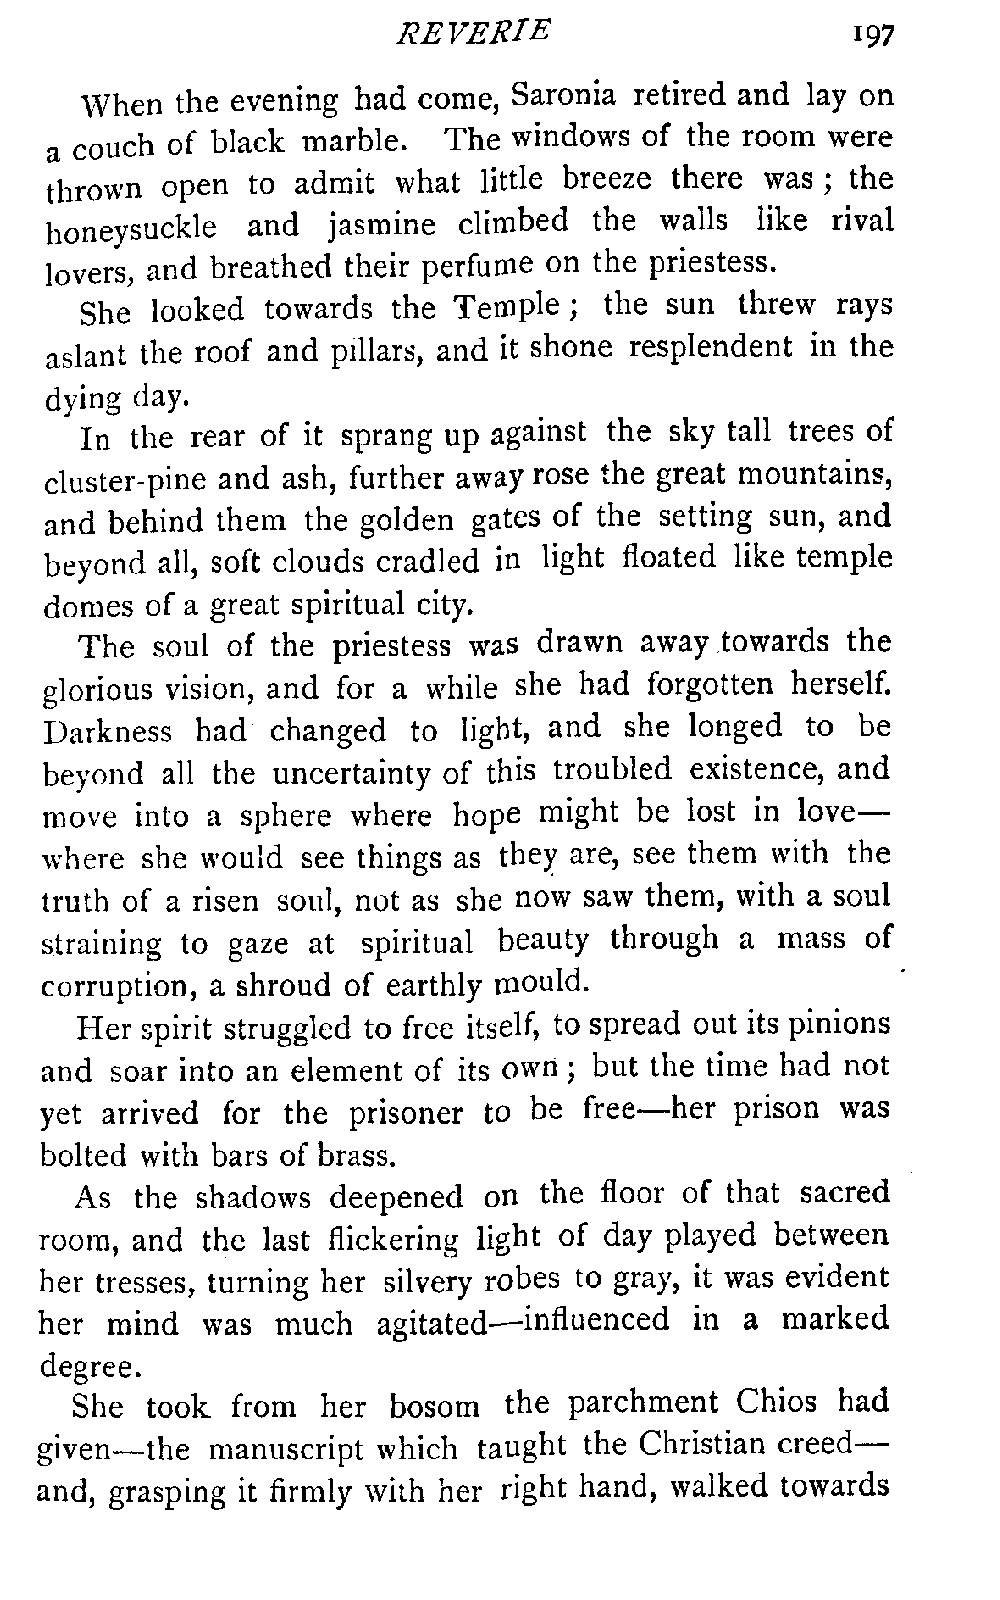 REVERIE 197
When the evening had come, Saronia retired and lay on
a couch of black marble. The windows of the room were
thrown open to admit what little breeze there was ; the
honeysuckle and jasmine climbed the walls like rival
lovers, and breathed their perfume on the priestess.
She looked towards the Temple ; the sun threw rays
aslant the roof and pillars, and it shone resplendent in the
dying day.
In the rear of it sprang up against the sky tall trees of
cluster-pine and ash, further away rose the great mountains,
and behind them the golden gates of the setting sun, and
beyond all, soft clouds cradled in light floated like temple
domes of a great spiritual city.
The soul of the priestess was drawn away towards the
glorious vision, and for a while she had forgotten herself.
Darkness had changed to light, and she longed to be
beyond all the uncertainty of this troubled existence, and
move into a sphere where hope might be lost in love—
where she would see things as they are, see them with the
truth of a risen soul, not as she now saw them, with a soul
straining to gaze at spiritual beauty through a mass of
corruption, a shroud of earthly mould.
Her spirit struggled to free itself, to spread out its pinions
and soar into an element of its own ; but the time had not
yet arrived for the prisoner to be free—her prison was
bolted with bars of brass.
As the shadows deepened on the floor of that sacred
room, and the last flickering light of day played between
her tresses, turning her silvery robes to gray, it was evident
her mind was much agitated—influenced in a marked
degree.
She took from her bosom the parchment Chios had
given—the manuscript which taught the Christian creed—
and, grasping it firmly with her right hand, walked towards